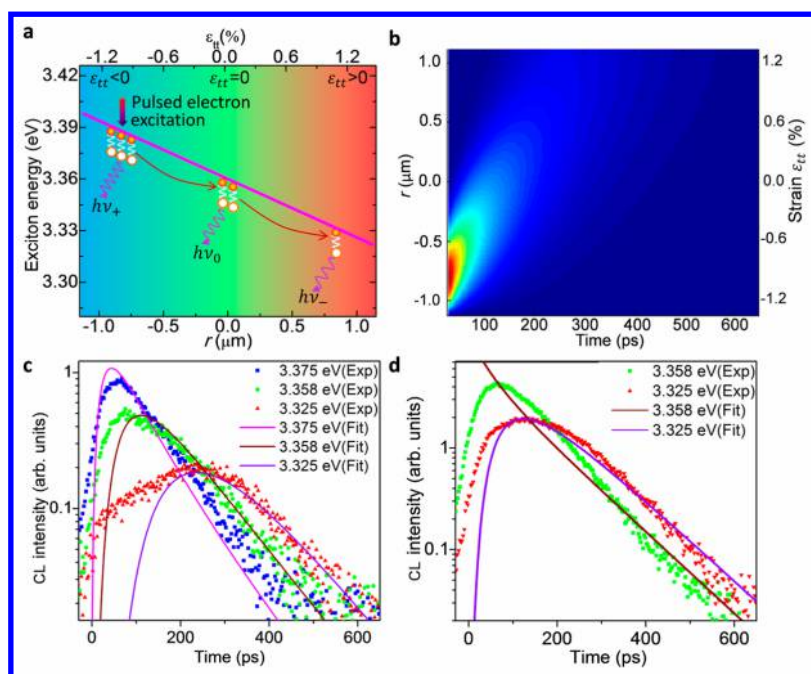 a
ε_tt(%)
-1.2 -0.6 0.0 0.6 1.2
ε_tt<0 ε_tt=0 ε_tt>0
Pulsed electron
excitation
hν₊
hν₀
hν₋
Exciton energy (eV)
3.42
3.39
3.36
3.33
3.30
-1.0 -0.5 0.0 0.5 1.0
r(μm)
b
r (μm)
1.0
0.5
0.0
-0.5
-1.0
1.2
0.6
0.0
-0.6
-1.2
Strain ε_tt (%)
100 200 300 400 500 600
Time (ps)
c
CL intensity (arb. units)
1
0.1
3.375 eV(Exp)
3.358 eV(Exp)
3.325 eV(Exp)
3.375 eV(Fit)
3.358 eV(Fit)
3.325 eV(Fit)
0 200 400 600
Time (ps)
d
CL intensity (arb. units)
1
0.1
3.358 eV(Exp)
3.325 eV(Exp)
3.358 eV(Fit)
3.325 eV(Fit)
0 200 400 600
Time (ps)